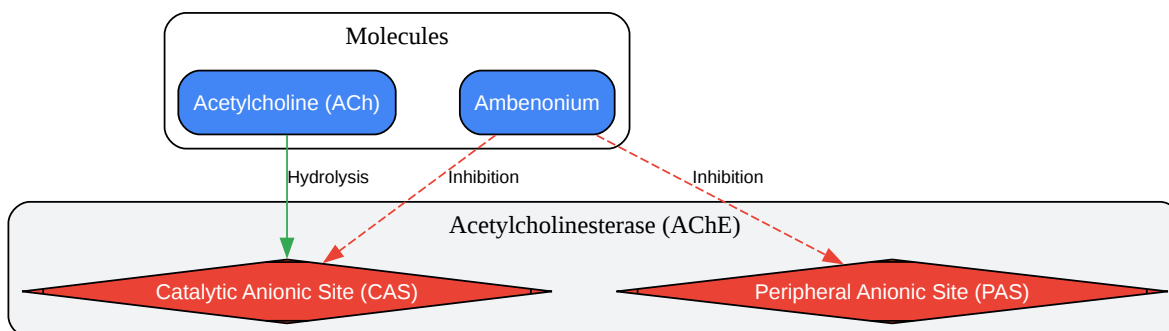 Molecules
Acetylcholine (ACh)
Ambenonium
Hydrolysis
Inhibition
Inhibition
Acetylcholinesterase (AChE)
Catalytic Anionic Site (CAS)
Peripheral Anionic Site (PAS)